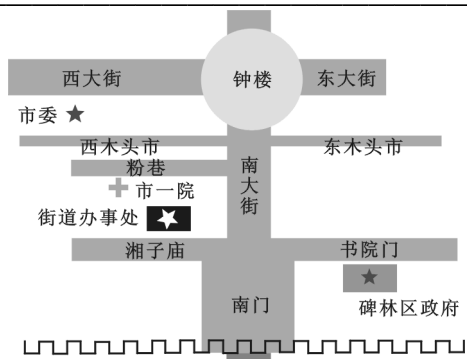 西大街
钟楼
东大街
市委
西木头市
东木头市
粉巷
南大街
市一院
街道办事处
湘子庙
书院门
南门
碑林区政府